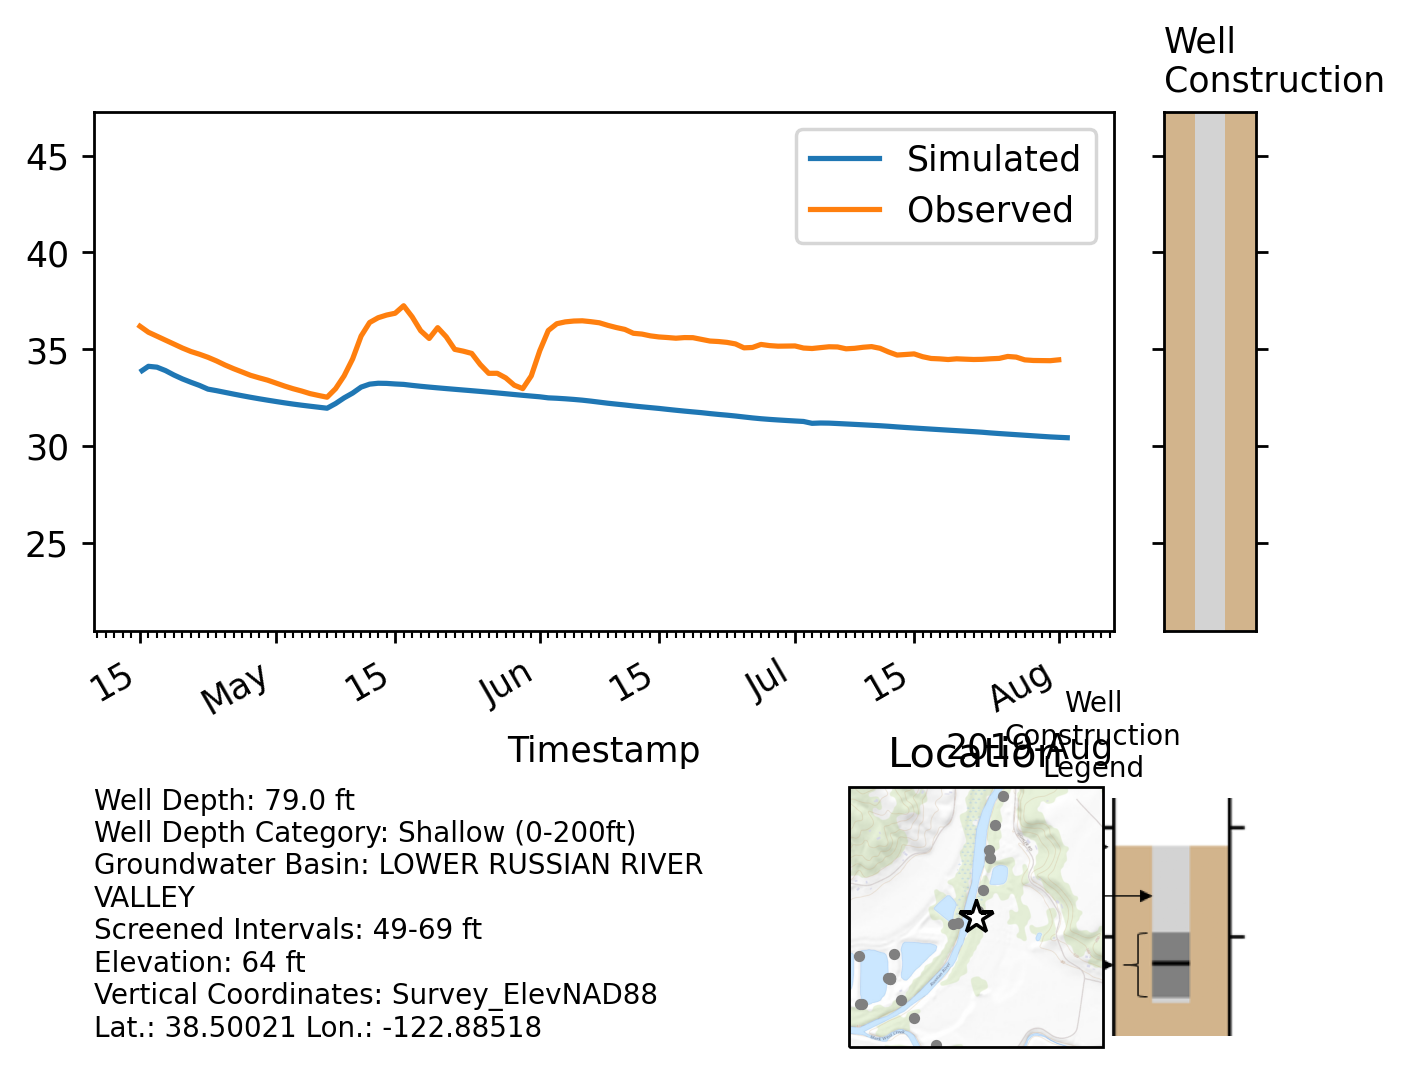 Well
Construction
45
40
35
30
25
Simulated
Observed
15
May
15
Jun
15
Jul
15
Aug
Timestamp
2019-Aug
Well
Construction
Legend
Location
Well Depth: 79.0 ft
Well Depth Category: Shallow (0-200ft)
Groundwater Basin: LOWER RUSSIAN RIVER
VALLEY
Screened Intervals: 49-69 ft
Elevation: 64 ft
Vertical Coordinates: Survey_ElevNAD88
Lat.: 38.50021 Lon.: -122.88518